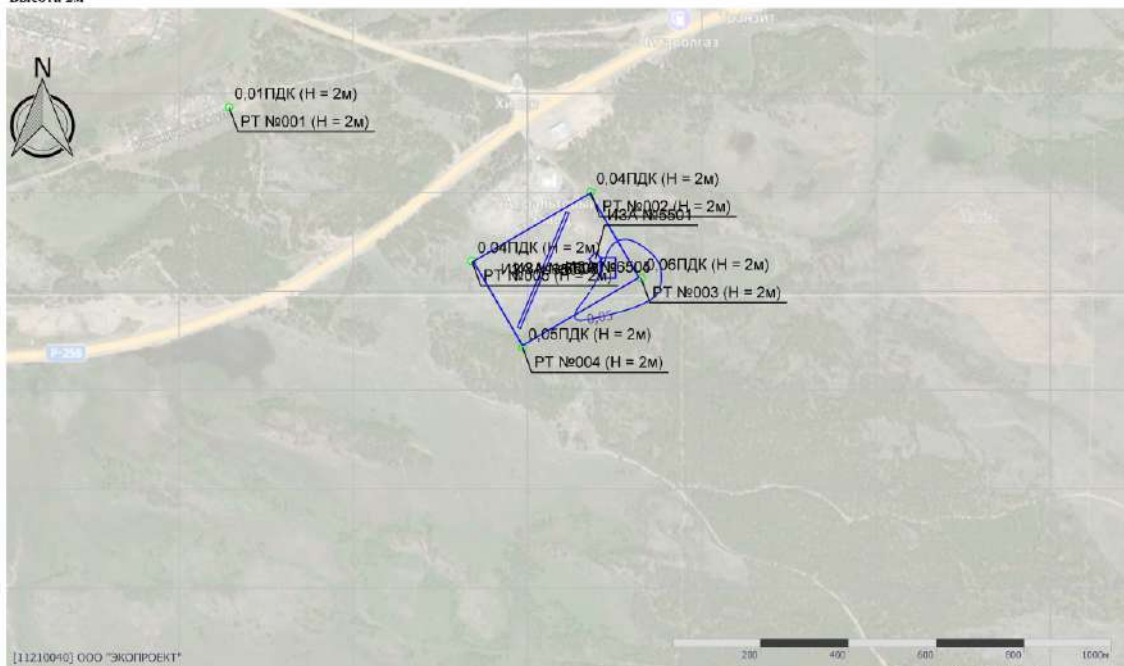 Высота 2м
N
0,01ПДК (Н = 2м)
РТ №001 (Н = 2м)
0,04ПДК (Н = 2м)
РТ №002 (Н = 2м)
ИЗА №5501
0,04ПДК (Н = 2м)
0,06ПДК (Н = 2м)
РТ №003 (Н = 2м)
0,05
0,05ПДК (Н = 2м)
РТ №004 (Н = 2м)
Р-258
[11210040] ООО "ЭКОПРОЕКТ"
200
400
600
800
1000м